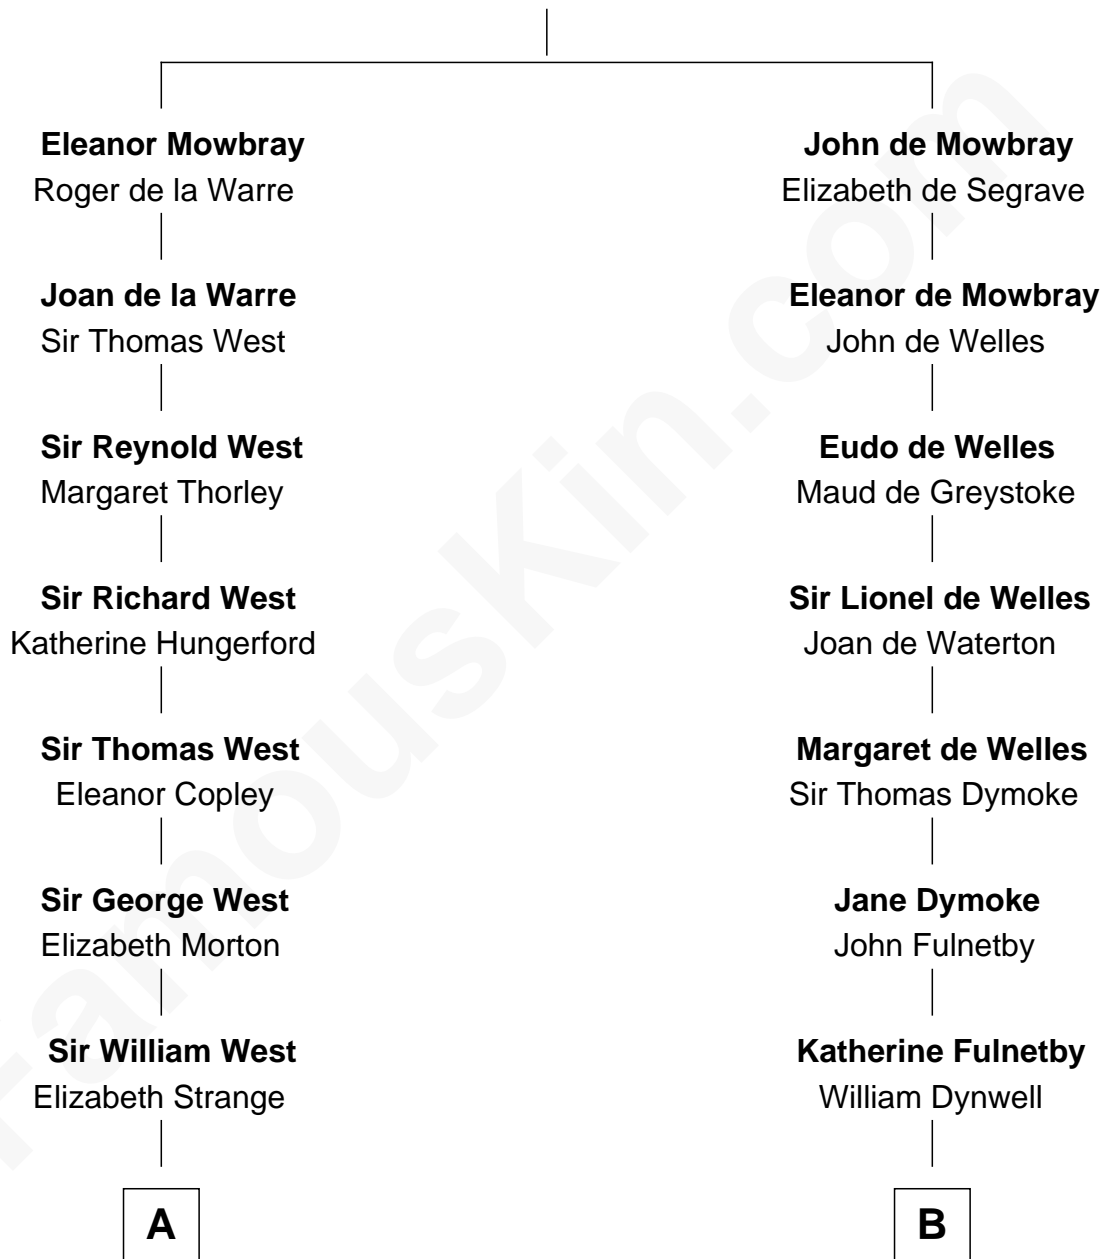 Eleanor Mowbray
Roger de la Warre
Joan de la Warre
Sir Thomas West
Sir Reynold West
Margaret Thorley
Sir Richard West
Katherine Hungerford
Sir Thomas West
Eleanor Copley
Sir George West
Elizabeth Morton
Sir William West
Elizabeth Strange
A
John de Mowbray
Elizabeth de Segrave
Eleanor de Mowbray
John de Welles
Eudo de Welles
Maud de Greystoke
Sir Lionel de Welles
Joan de Waterton
Margaret de Welles
Sir Thomas Dymoke
Jane Dymoke
John Fulnetby
Katherine Fulnetby
William Dynwell
B
FamousKin.com